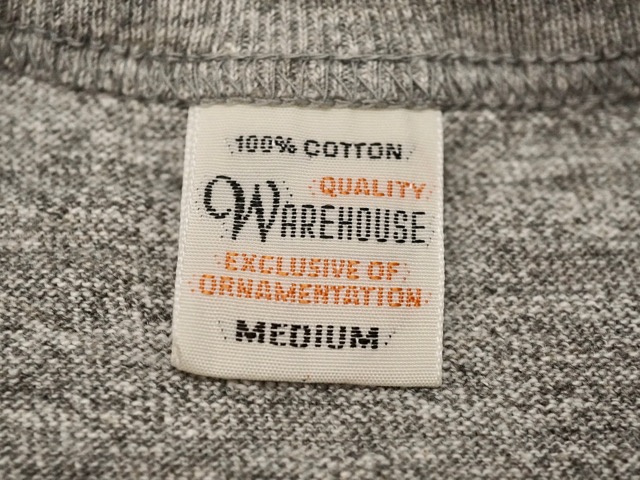 100% COTTON
QUALITY
WAREHOUSE
EXCLUSIVE OF
ORNAMENTATION
MEDIUM